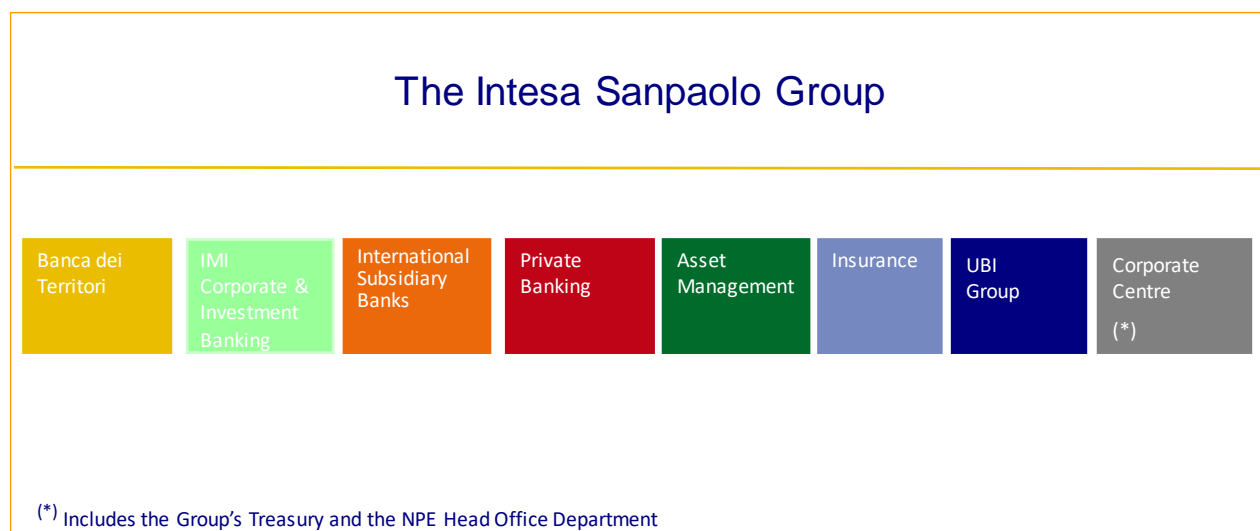 The Intesa Sanpaolo Group
Banca dei
Territori
IMI
Corporate &
Investment
Banking
International
Subsidiary
Banks
Private
Banking
Asset
Management
Insurance
UBI
Group
Corporate
Centre
(*)
(*) Includes the Group's Treasury and the NPE Head Office Department